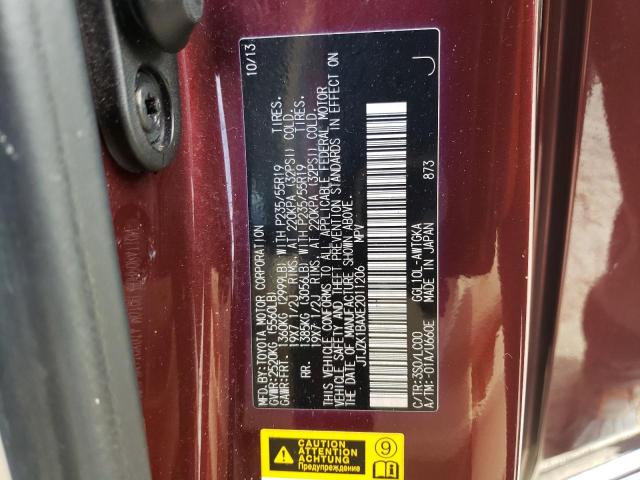 10/13
MFD.BY:TOYOTA MOTOR CORPORATION
GVWR:2520KG (5560LB)
GAWR:FRT. 1360KG (2999LB) WITH P235/55R19 TIRES.
19X7 1/2J RIMS, AT 220KPA (32PSI) COLD.
RR. 1385KG (3056LB) WITH P235/55R19 TIRES.
19X7 1/2J RIMS, AT 220KPA (32PSI) COLD.
THIS VEHICLE CONFORMS TO ALL APPLICABLE FEDERAL MOTOR
VEHICLE SAFETY AND THEFT PREVENTION STANDARDS IN EFFECT ON
THE DATE OF MANUFACTURE SHOWN ABOVE.
JTJZK1BAXE2011206 MPV
C/TR:3S0/LC00 GGL10L-AWTGKA
A/TM:-01A/U660E MADE IN JAPAN
873
J
CAUTION
ATTENTION
ACHTUNG
Предупреждение
9